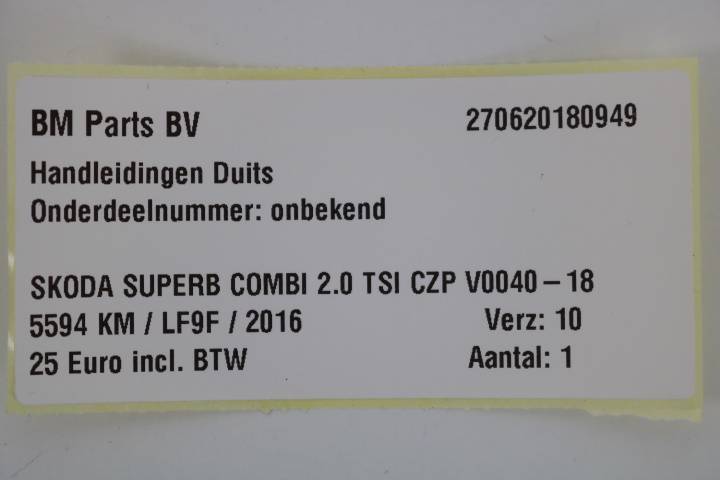 BM Parts BV 270620180949
Handleidingen Duits
Onderdeelnummer: onbekend
SKODA SUPERB COMBI 2.0 TSI CZP V0040-18
5594 KM / LF9F / 2016 Verz: 10
25 Euro incl. BTW Aantal: 1